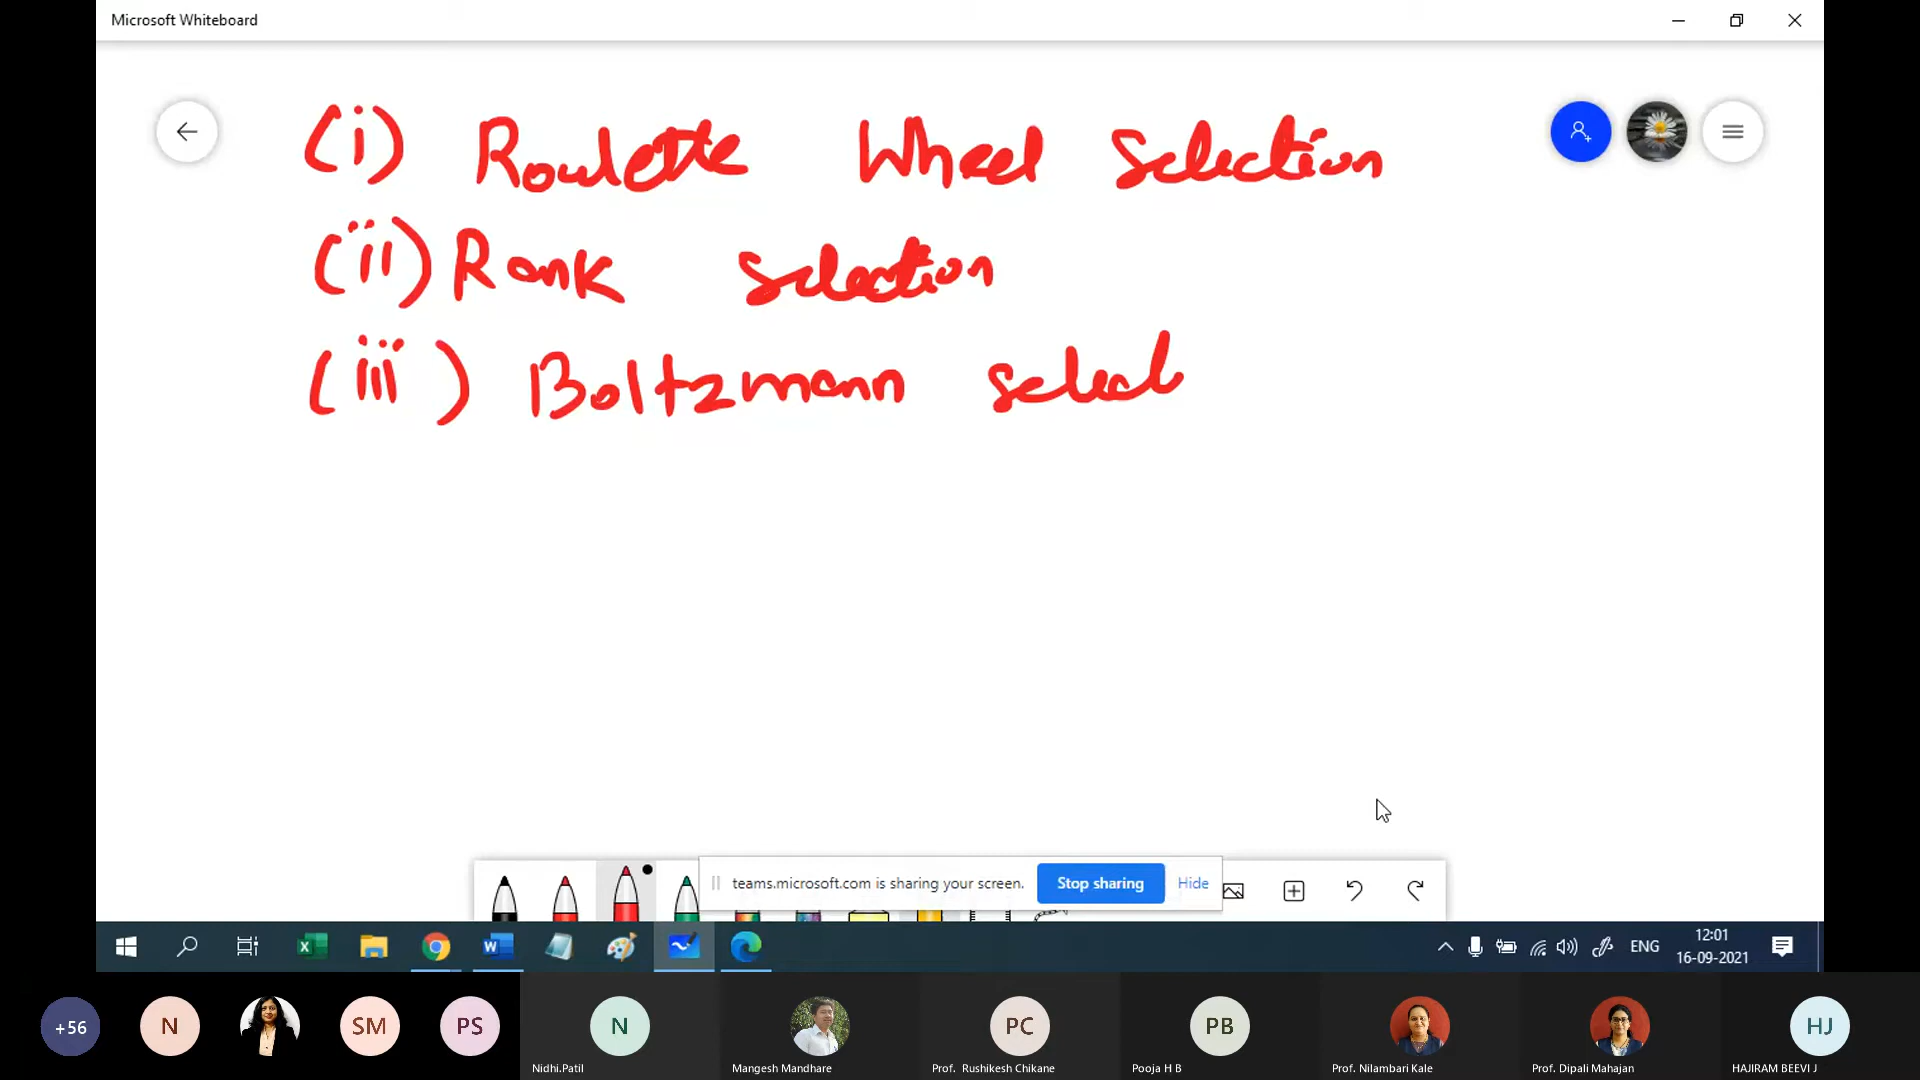 Microsoft Whiteboard
(i) Roulette Wheel Selection
(ii) Rank Selection
(iii) Boltzmann Select
teams.microsoft.com is sharing your screen. Stop sharing Hide
ENG
12:01
16-09-2021
+56 N SM PS N PC PB HJ
Nidhi.Patil Mangesh Mandhare Prof. Rushikesh Chikane Pooja H B Prof. Nilambari Kale Prof. Dipali Mahajan HAJIRAM BEEVI J